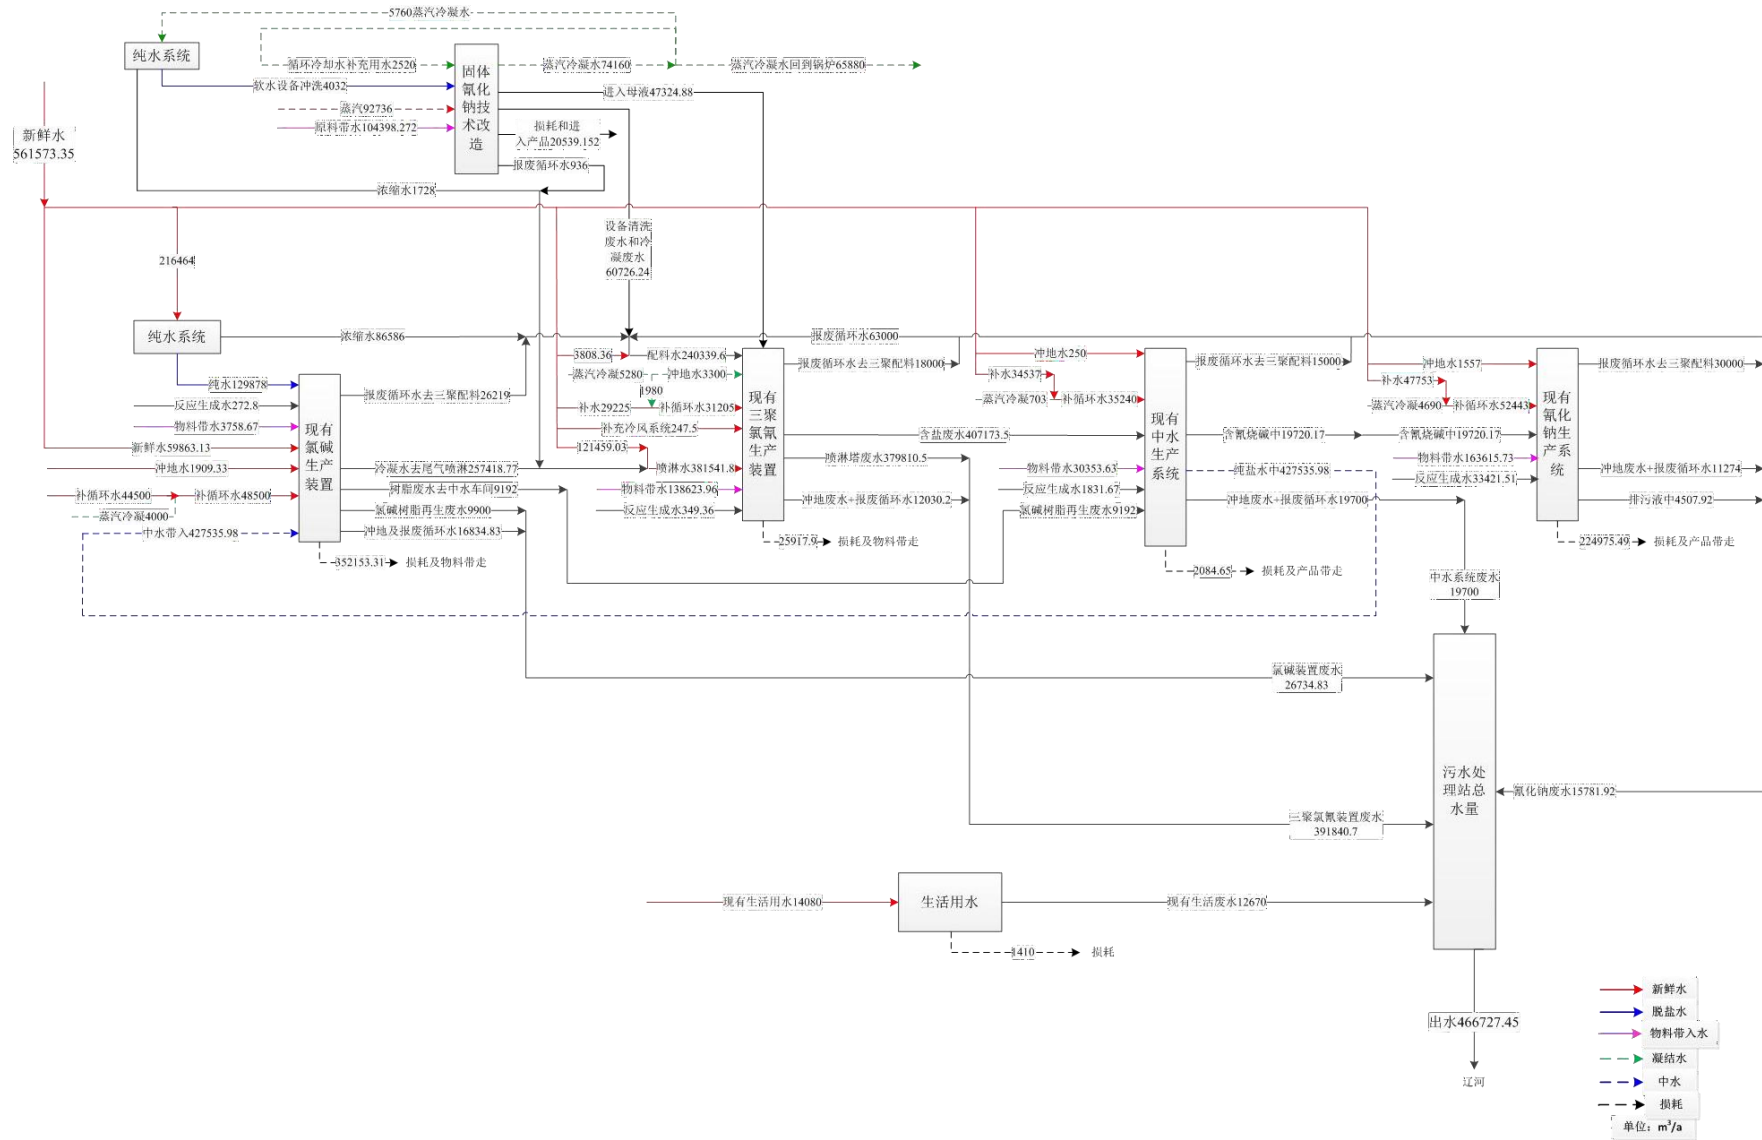 5760蒸汽冷凝水
纯水系统
循环冷却水补充用水2520
软水设备冲洗4032
蒸汽92736
原料带水104398.272
固体
氰化
钠技
术改
造
蒸汽冷凝水74160
蒸汽冷凝水回到锅炉65880
进入母液47324.88
损耗和进
入产品20539.152
报废循环水936
新鲜水
561573.35
浓缩水1728
216464
设备清洗
废水和冷
凝废水
60726.24
纯水系统
浓缩水86586
报废循环水63000
纯水129878
反应生成水272.8
物料带水3758.67
新鲜水59863.13
冲地水1909.33
补循环水44500
补循环水48500
蒸汽冷凝4000
中水带入427535.98
现有
氯碱
生产
装置
报废循环水去三聚配料26219
冷凝水去尾气喷淋257418.77
树脂废水去中水车间9192
氯碱树脂再生废水9900
冲地及报废循环水16834.83
352153.31
损耗及物料带走
3808.36
配料水240339.6
蒸汽冷凝5280
冲地水3300
1980
补水29225
补循环水31205
补充冷风系统247.5
121459.03
喷淋水381541.8
物料带水138623.96
反应生成水349.36
现有
三聚
氯氰
生产
装置
报废循环水去三聚配料18000
含盐废水407173.5
喷淋塔废水379810.5
冲地废水+报废循环水12030.2
25917.9
损耗及物料带走
冲地水250
补水34537
蒸汽冷凝703
补循环水35240
物料带水30353.63
反应生成水1831.67
氯碱树脂再生废水9192
现有
中水
生产
系统
报废循环水去三聚配料15000
含氰烧碱中19720.17
纯盐水中427535.98
冲地废水+报废循环水19700
2084.65
损耗及产品带走
冲地水1557
补水47753
蒸汽冷凝4690
补循环水52443
含氰烧碱中19720.17
物料带水163615.73
反应生成水33421.51
现有
氰化
钠生
产系
统
报废循环水去三聚配料30000
冲地废水+报废循环水11274
排污液中4507.92
224975.49
损耗及产品带走
中水系统废水
19700
氯碱装置废水
26734.83
污水处
理站总
水量
氰化钠废水15781.92
三聚氯氰装置废水
391840.7
现有生活用水14080
生活用水
现有生活废水12670
1410
损耗
出水466727.45
辽河
新鲜水
脱盐水
物料带入水
凝结水
中水
损耗
单位：m³/a